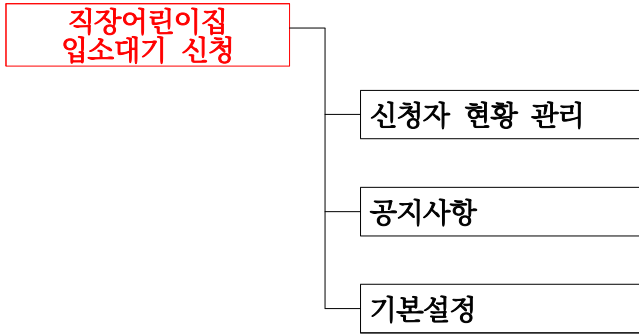 직장어린이집
입소대기 신청
신청자 현황 관리
공지사항
기본설정